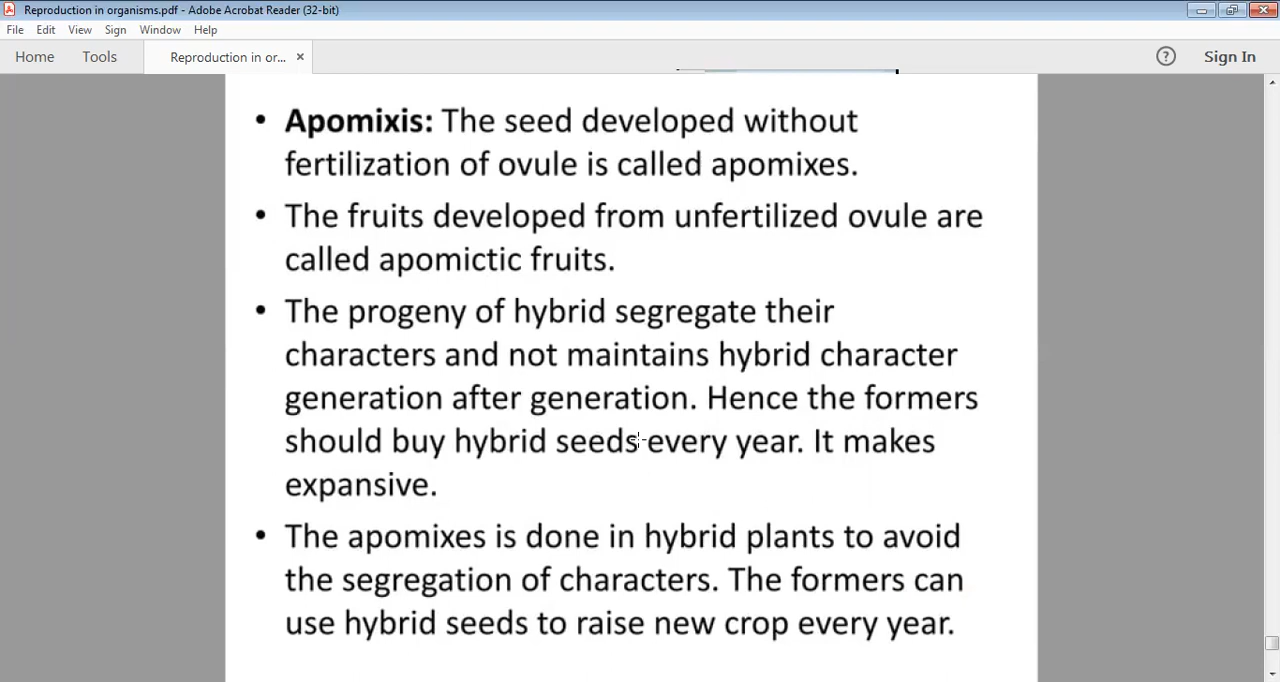 Reproduction in organisms.pdf - Adobe Acrobat Reader (32-bit)
File Edit View Sign Window Help
Home Tools Reproduction in or... × ? Sign In
• Apomixis: The seed developed without
fertilization of ovule is called apomixes.
• The fruits developed from unfertilized ovule are
called apomictic fruits.
• The progeny of hybrid segregate their
characters and not maintains hybrid character
generation after generation. Hence the formers
should buy hybrid seeds every year. It makes
expansive.
• The apomixes is done in hybrid plants to avoid
the segregation of characters. The formers can
use hybrid seeds to raise new crop every year.